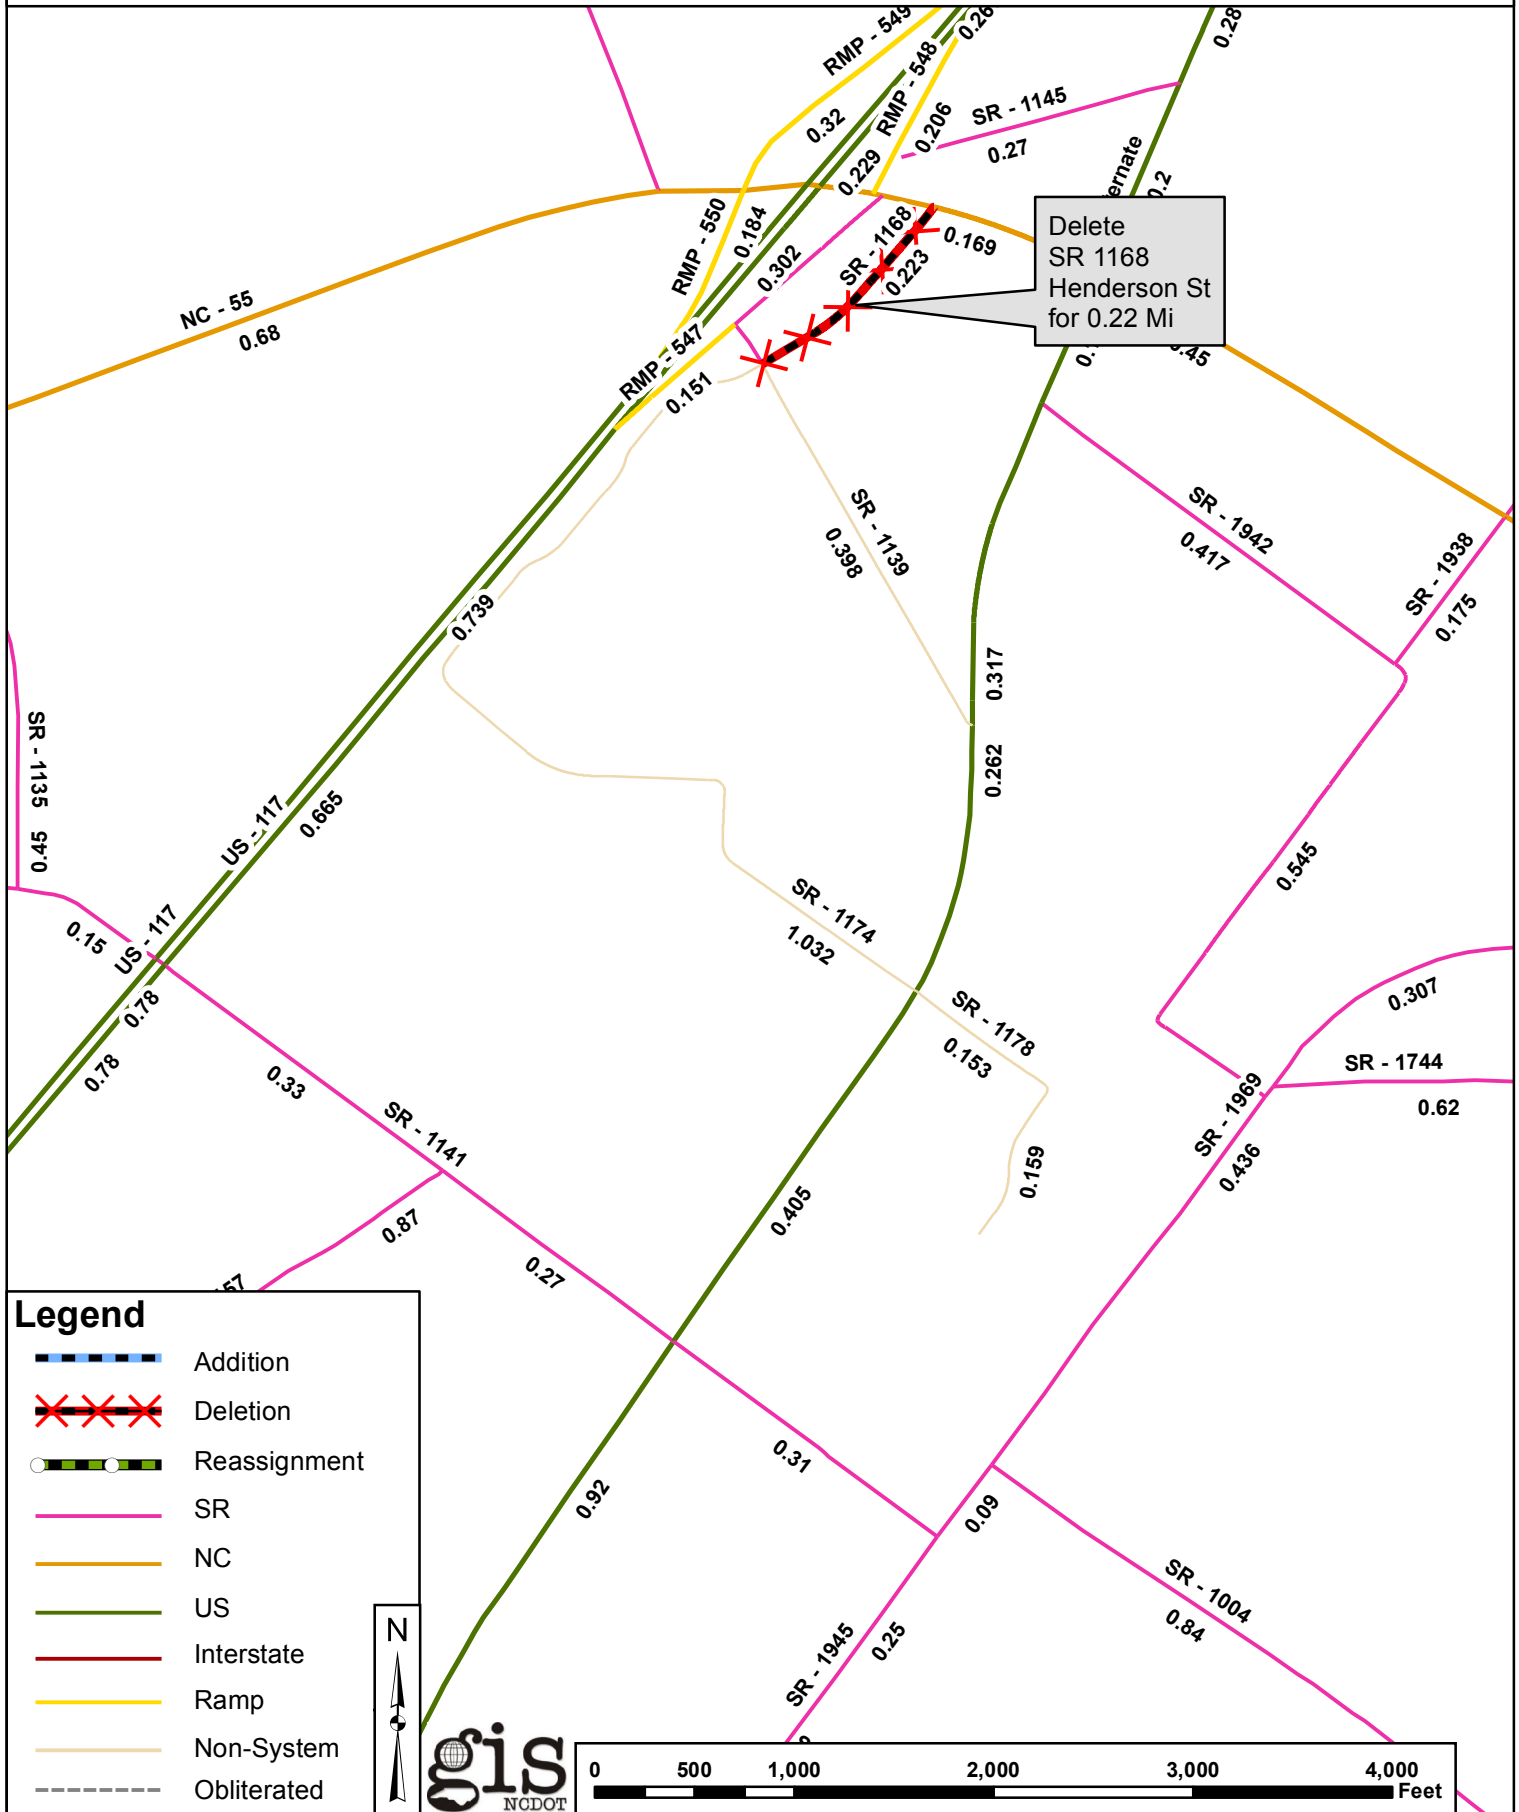 RMP - 549
0.26
0.28
RMP - 548
0.32
0.206
SR - 1145
0.27
0.229
0.2
RMP - 550
0.184
SR - 1168
0.169
0.302
0.223
Delete
SR 1168
Henderson St
for 0.22 Mi
NC - 55
0.68
RMP - 547
0.151
SR - 1139
0.398
SR - 1942
0.417
SR - 1938
0.175
0.739
0.317
0.262
SR - 1135
0.45
US - 117
0.665
0.545
SR - 1174
1.032
0.15
US - 117
0.78
0.78
SR - 1178
0.153
0.307
SR - 1744
0.62
0.33
SR - 1141
SR - 1969
0.436
0.159
0.87
0.405
0.27
Legend
Addition
Deletion
Reassignment
SR
NC
US
Interstate
Ramp
Non-System
Obliterated
0.31
0.92
0.09
SR - 1004
0.84
SR - 1945
0.25
N
gis
NCDOT
0 500 1,000 2,000 3,000 4,000
Feet